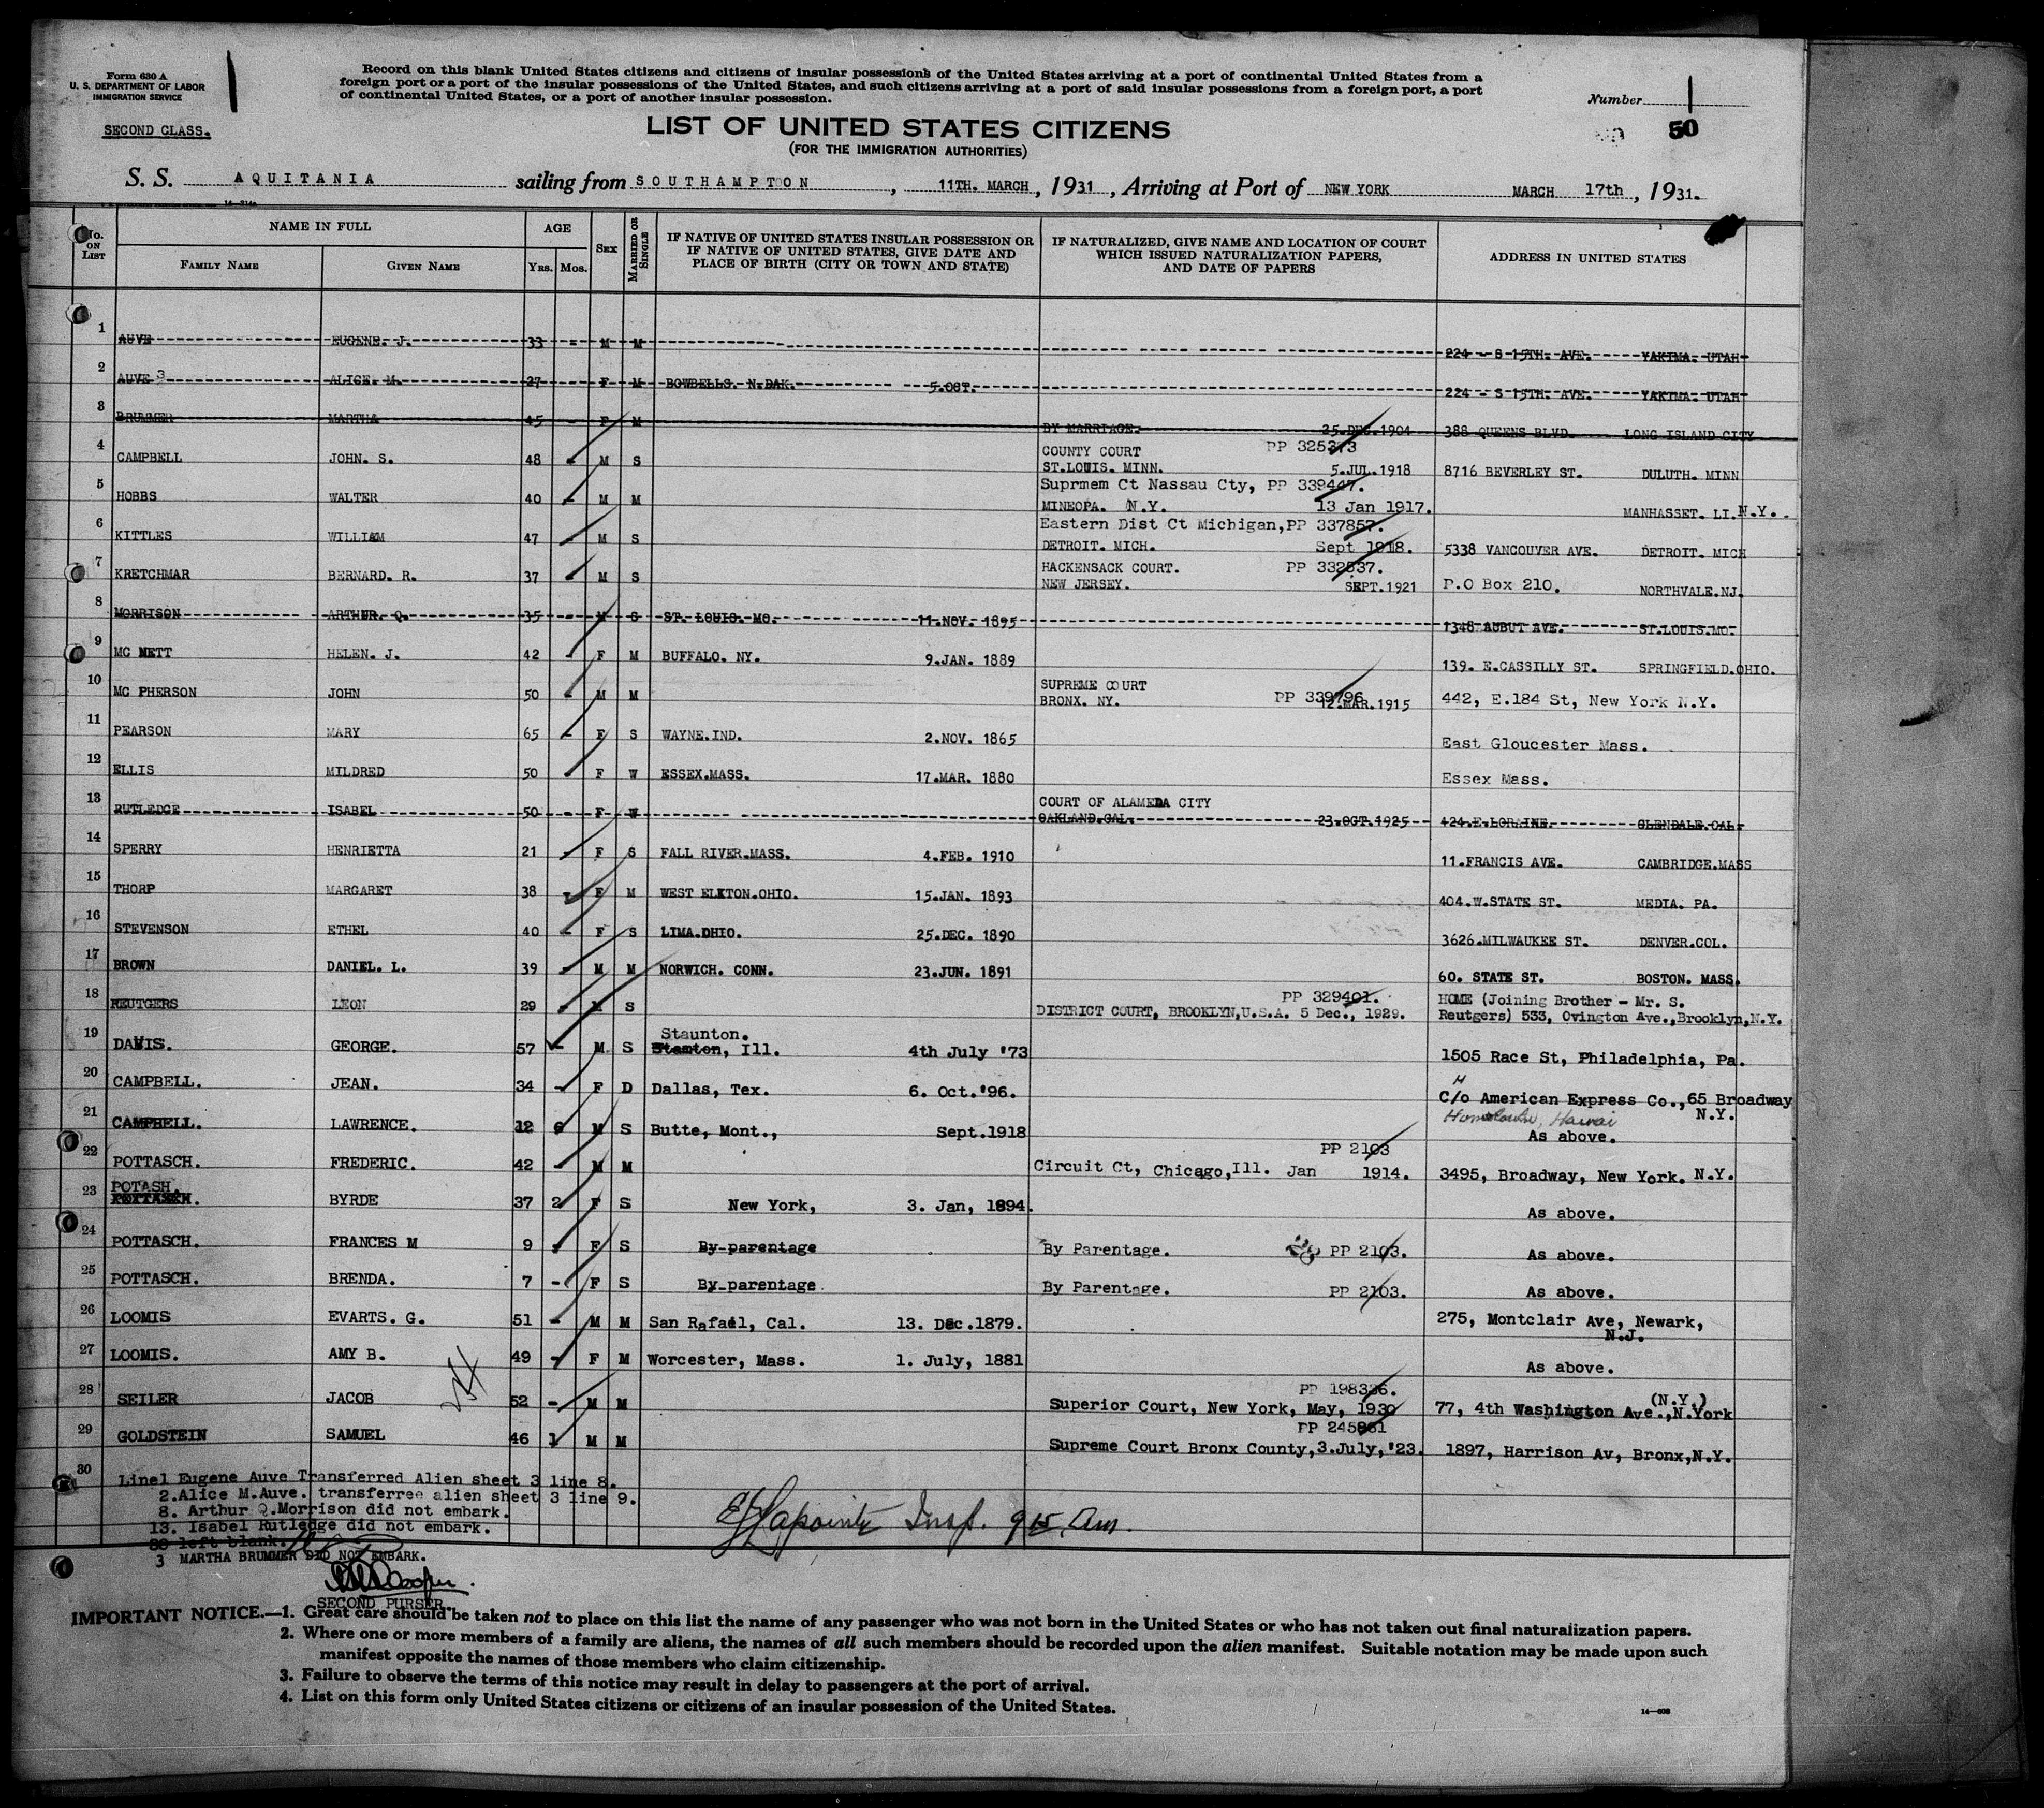 Form 630 A
U. S. DEPARTMENT OF LABOR
IMMIGRATION SERVICE
SECOND CLASS.
Record on this blank United States citizens and citizens of insular possessions of the United States arriving at a port of continental United States from a
foreign port or a port of the insular possessions of the United States, and such citizens arriving at a port of said insular possessions from a foreign port, a port
of continental United States, or a port of another insular possession.
Number 1
50
LIST OF UNITED STATES CITIZENS
(FOR THE IMMIGRATION AUTHORITIES)
S. S. AQUITANIA sailing from SOUTHAMPTON, 11TH. MARCH, 1931, Arriving at Port of NEW YORK MARCH 17th, 1931.
No. ON LIST
NAME IN FULL
FAMILY NAME GIVEN NAME
AGE
YRS. MOS.
SEX
MARRIED OR SINGLE
IF NATIVE OF UNITED STATES INSULAR POSSESSION OR
IF NATIVE OF UNITED STATES, GIVE DATE AND
PLACE OF BIRTH (CITY OR TOWN AND STATE)
IF NATURALIZED, GIVE NAME AND LOCATION OF COURT
WHICH ISSUED NATURALIZATION PAPERS,
AND DATE OF PAPERS
ADDRESS IN UNITED STATES
1 AUVE EUGENE. J. 33 - M M 224 - S 15TH. AVE. YAKIMA. UTAH
2 AUVE 3 ALICE. M. 27 - F M BOWBELLS. N.DAK. 5.OCT. 224 - S 15TH. AVE. YAKIMA. UTAH
3 BRUMMER MARTHA 45 - F M BY MARRIAGE. 25.DEC.1904 388 QUEENS BLVD. LONG ISLAND CITY
4 CAMPBELL JOHN. S. 48 - M S COUNTY COURT PP 325373
ST.LOUIS. MINN. 5.JUL.1918 8716 BEVERLEY ST. DULUTH. MINN
5 HOBBS WALTER 40 - M M Suprmem Ct Nassau Cty, PP 339447.
MINEOPA. N.Y. 13 Jan 1917. MANHASSET. LI. N.Y.
6 KITTLES WILLIAM 47 - M S Eastern Dist Ct Michigan, PP 337857.
DETROIT. MICH. Sept 1918. 5338 VANCOUVER AVE. DETROIT. MICH
7 KRETCHMAR BERNARD. R. 37 - M S HACKENSACK COURT. PP 332537.
NEW JERSEY. SEPT.1921 P.O Box 210. NORTHVALE.NJ.
8 MORRISON ARTHUR. Q. 35 - M S ST. LOUIS. MO. 11.NOV. 1895 1348 AUBUT AVE. ST.LOUIS.MO.
9 MC NETT HELEN. J. 42 - F M BUFFALO. NY. 9.JAN. 1889 139. E.CASSILLY ST. SPRINGFIELD.OHIO.
10 MC PHERSON JOHN 50 - M M SUPREME COURT PP 339796
BRONX. NY. 12.MAR.1915 442, E.184 St, New York N.Y.
11 PEARSON MARY 65 - F S WAYNE.IND. 2.NOV. 1865 East Gloucester Mass.
12 ELLIS MILDRED 50 - F W ESSEX.MASS. 17.MAR. 1880 Essex Mass.
13 RUTLEDGE ISABEL 50 - F W COURT OF ALAMEDA CITY
OAKLAND.CAL. 23.OCT.1925 424.E.LORAINE. GLENDALE.CAL.
14 SPERRY HENRIETTA 21 - F S FALL RIVER.MASS. 4.FEB. 1910 11.FRANCIS AVE. CAMBRIDGE.MASS
15 THORP MARGARET 38 - F M WEST ELKTON.OHIO. 15.JAN. 1893 404.W.STATE ST. MEDIA. PA.
16 STEVENSON ETHEL 40 - F S LIMA.OHIO. 25.DEC. 1890 3626.MILWAUKEE ST. DENVER.COL.
17 BROWN DANIEL. L. 39 - M M NORWICH. CONN. 23.JUN. 1891 60. STATE ST. BOSTON. MASS.
18 REUTGERS LEON 29 - M S PP 329401.
DISTRICT COURT, BROOKLYN,U.S.A. 5 Dec., 1929. HOME (Joining Brother - Mr. S.
Reutgers) 533, Ovington Ave.,Brooklyn,N.Y.
19 DAVIS. GEORGE. 57 - M S Staunton.
Stamton, Ill. 4th July '73 1505 Race St, Philadelphia, Pa.
20 CAMPBELL. JEAN. 34 - F D Dallas, Tex. 6. Oct.'96. C/o American Express Co.,65 Broadway
N.Y.
21 CAMPBELL. LAWRENCE. 12 6 M S Butte, Mont., Sept.1918 Honolulu, Hawai
As above.
22 POTTASCH. FREDERIC. 42 - M M PP 2103
Circuit Ct, Chicago,Ill. Jan 1914. 3495, Broadway, New York. N.Y.
23 POTASH.
POTTASCH. BYRDE 37 2 F S New York, 3. Jan, 1894. As above.
24 POTTASCH. FRANCES M 9 - F S By parentage By Parentage. PP 2103. As above.
25 POTTASCH. BRENDA. 7 - F S By parentage. By Parentage. PP 2103. As above.
26 LOOMIS EVARTS. G. 51 - M M San Rafael, Cal. 13. Dec.1879. 275, Montclair Ave, Newark,
N.J.
27 LOOMIS. AMY B. 49 - F M Worcester, Mass. 1. July, 1881 As above.
28 SEILER JACOB 52 - M M PP 198336.
Superior Court, New York, May, 1930 77, 4th Washington Ave.,N.York (N.Y.)
29 GOLDSTEIN SAMUEL 46 1 M M PP 245861
Supreme Court Bronx County,3.July,'23. 1897, Harrison Av, Bronx,N.Y.
30
Line1 Eugene Auve Transferred Alien sheet 3 line 8.
2.Alice M.Auve. transferree alien sheet 3 line 9.
8. Arthur Q.Morrison did not embark.
13. Isabel Rutledge did not embark.
30 left blank.
3 MARTHA BRUMMER DID NOT EMBARK.
Lapointe Insp. 9 15 Am.
SECOND PURSER.
IMPORTANT NOTICE.—1. Great care should be taken not to place on this list the name of any passenger who was not born in the United States or who has not taken out final naturalization papers.
2. Where one or more members of a family are aliens, the names of all such members should be recorded upon the alien manifest. Suitable notation may be made upon such
manifest opposite the names of those members who claim citizenship.
3. Failure to observe the terms of this notice may result in delay to passengers at the port of arrival.
4. List on this form only United States citizens or citizens of an insular possession of the United States.
14—608